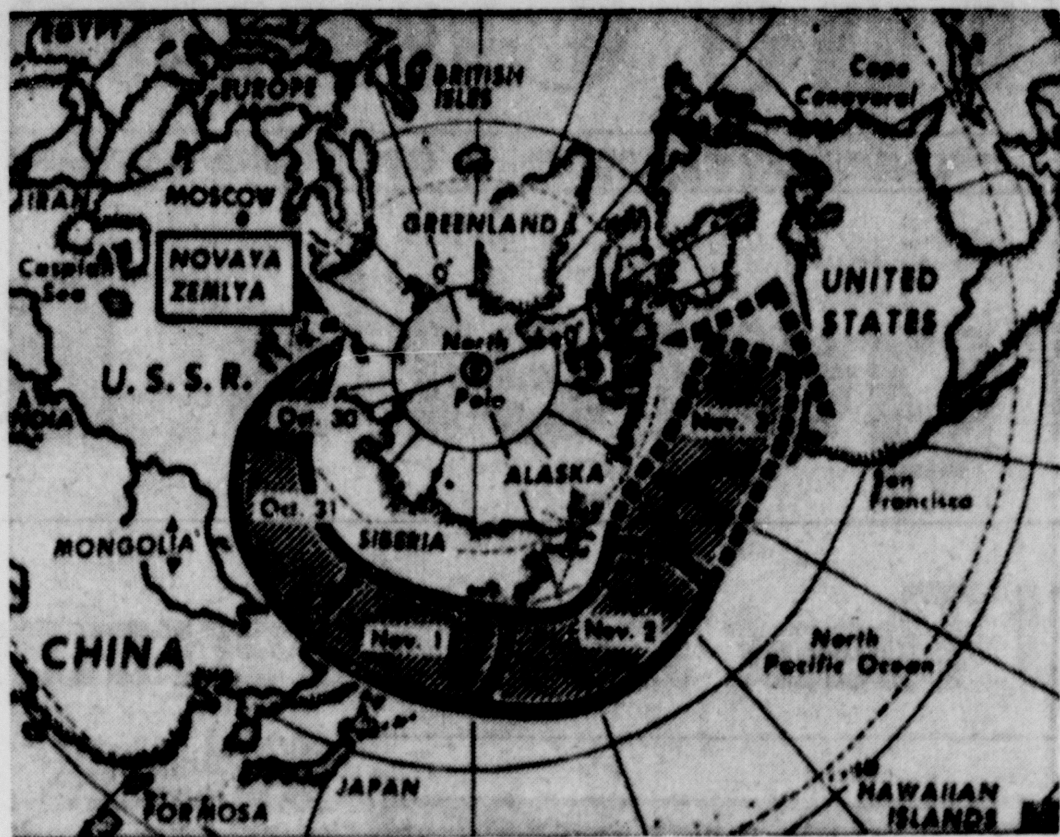 EGYPT
EUROPE
BRITISH
ISLES
Cape
Canaveral
IRAN
MOSCOW
GREENLAND
Caspian
Sea
NOVAYA
ZEMLYA
UNITED
STATES
0°
North
Pole
U. S. S. R.
Oct. 30
Nov. 3
ALASKA
San
Francisco
Oct. 31
SIBERIA
MONGOLIA
Nov. 1
Nov. 2
CHINA
North
Pacific Ocean
JAPAN
FORMOSA
HAWAIIAN
ISLANDS